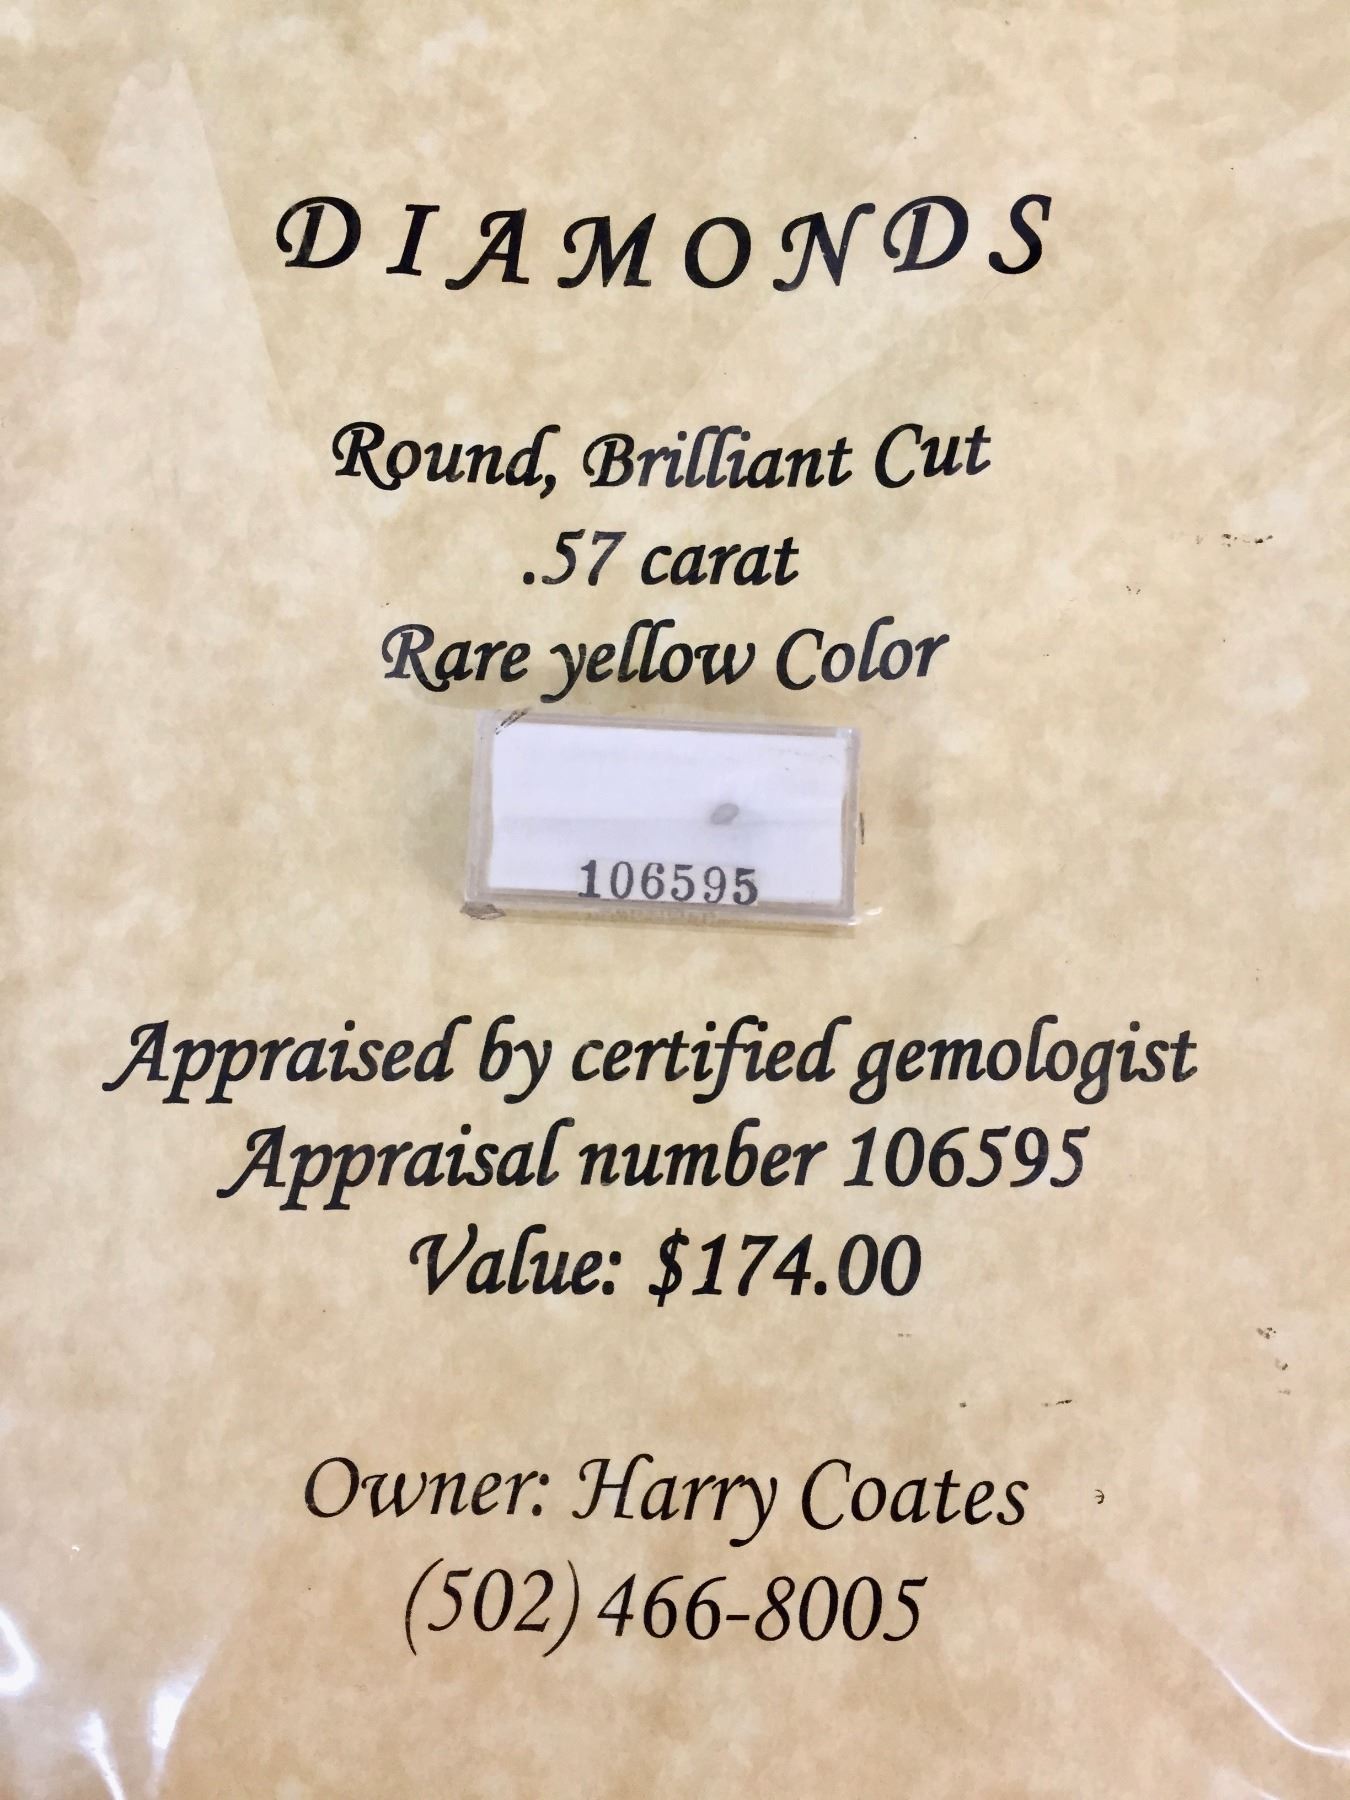 DIAMONDS
Round, Brilliant Cut
.57 carat
Rare yellow Color
106595
Appraised by certified gemologist
Appraisal number 106595
Value: $174.00
Owner: Harry Coates
(502) 466-8005